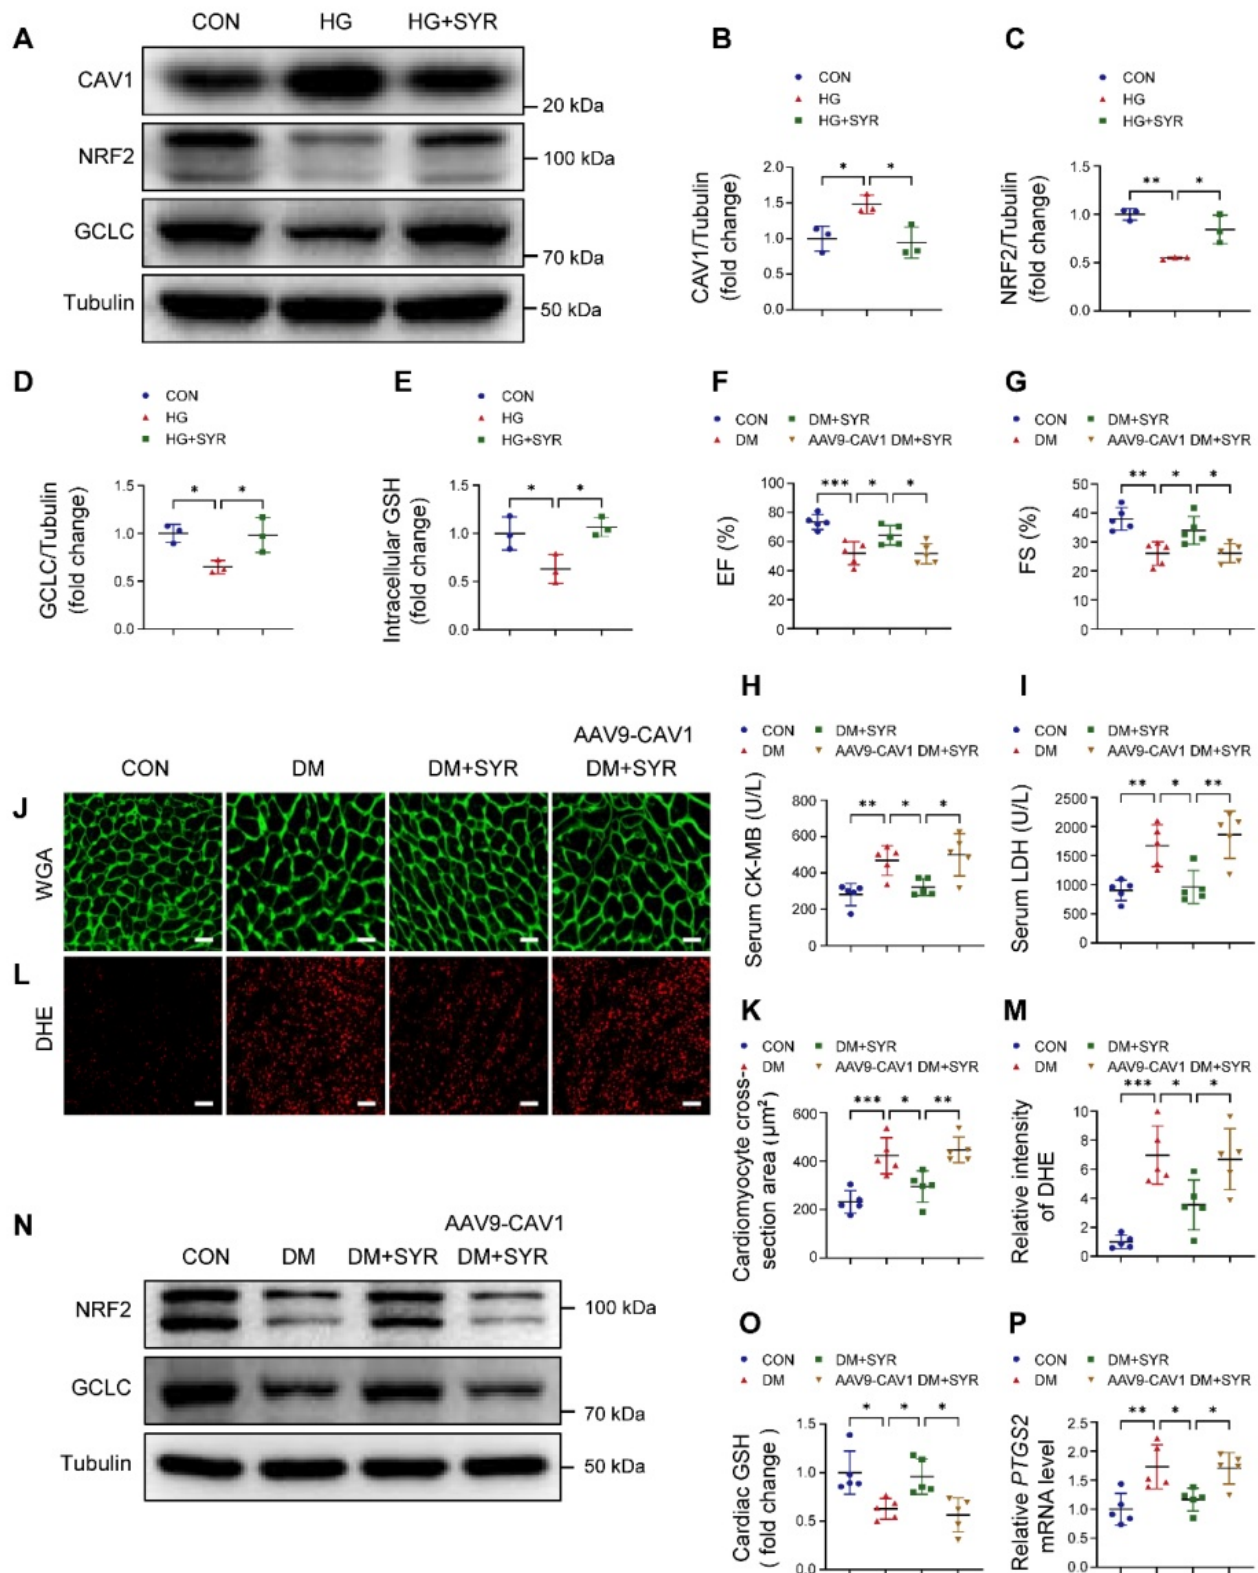 A
CON HG HG+SYR
CAV1
20 kDa
NRF2
100 kDa
GCLC
70 kDa
Tubulin
50 kDa
B
CON
HG
HG+SYR
CAV1/Tubulin
(fold change)
2.0
1.5
1.0
0.5
0.0
* *
C
CON
HG
HG+SYR
NRF2/Tubulin
(fold change)
1.5
1.0
0.5
0.0
** *
D
CON
HG
HG+SYR
GCLC/Tubulin
(fold change)
1.5
1.0
0.5
0.0
* *
E
CON
HG
HG+SYR
Intracellular GSH
(fold change)
1.5
1.0
0.5
0.0
* *
F
CON DM+SYR
DM AAV9-CAV1 DM+SYR
EF (%)
100
80
60
40
20
0
*** * *
G
CON DM+SYR
DM AAV9-CAV1 DM+SYR
FS (%)
50
40
30
20
10
0
** * *
H
CON DM+SYR
DM AAV9-CAV1 DM+SYR
Serum CK-MB (U/L)
800
600
400
200
0
** * *
I
CON DM+SYR
DM AAV9-CAV1 DM+SYR
Serum LDH (U/L)
2500
2000
1500
1000
500
0
** * **
AAV9-CAV1
CON DM DM+SYR DM+SYR
J
WGA
L
DHE
K
CON DM+SYR
DM AAV9-CAV1 DM+SYR
Cardiomyocyte cross-
section area (μm²)
600
400
200
0
*** * **
M
CON DM+SYR
DM AAV9-CAV1 DM+SYR
Relative intensity
of DHE
10
8
6
4
2
0
*** * *
N
AAV9-CAV1
CON DM DM+SYR DM+SYR
NRF2
100 kDa
GCLC
70 kDa
Tubulin
50 kDa
O
CON DM+SYR
DM AAV9-CAV1 DM+SYR
Cardiac GSH
( fold change )
1.5
1.0
0.5
0.0
* * *
P
CON DM+SYR
DM AAV9-CAV1 DM+SYR
Relative PTGS2
mRNA level
2.5
2.0
1.5
1.0
0.5
0.0
** * *